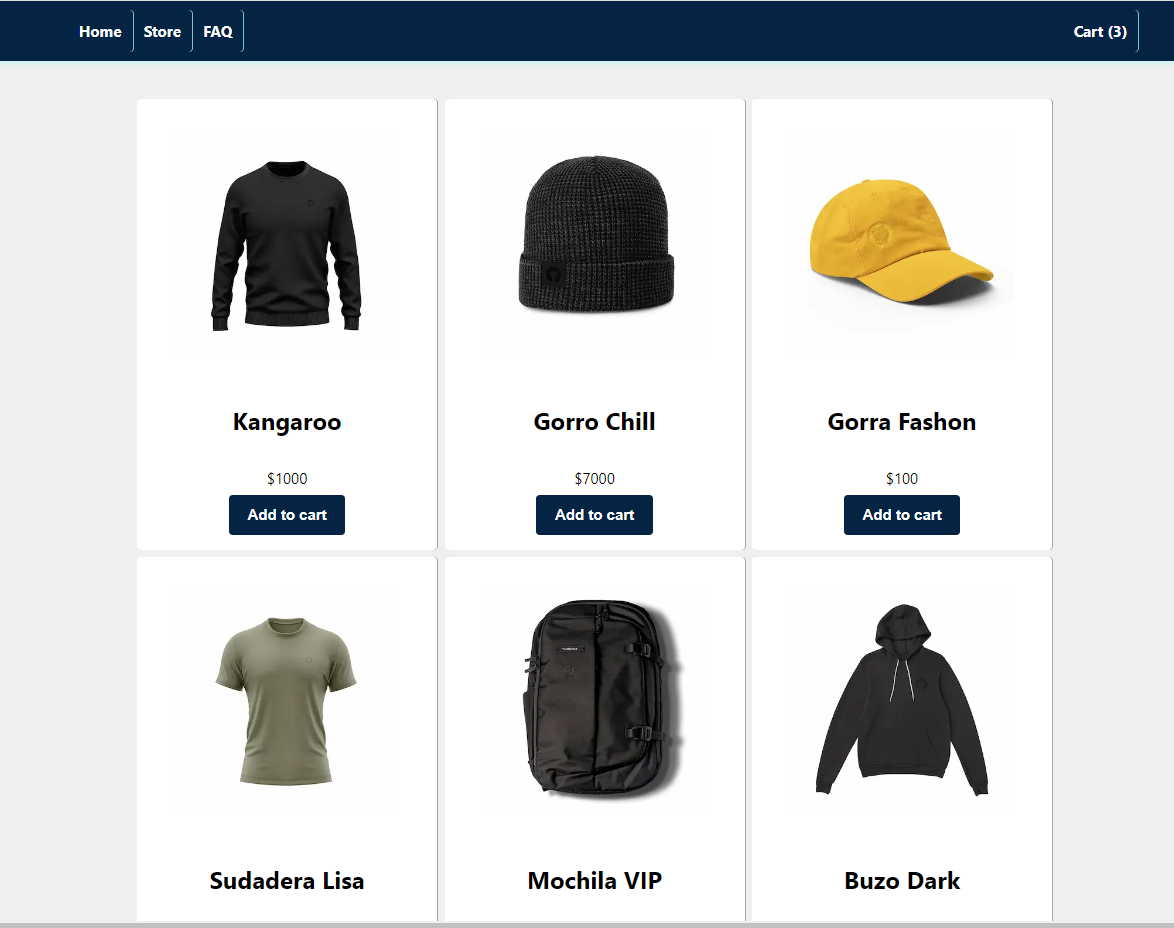 Home Store FAQ Cart (3)
Kangaroo Gorro Chill Gorra Fashon
$1000 $7000 $100
Add to cart Add to cart Add to cart
Sudadera Lisa Mochila VIP Buzo Dark